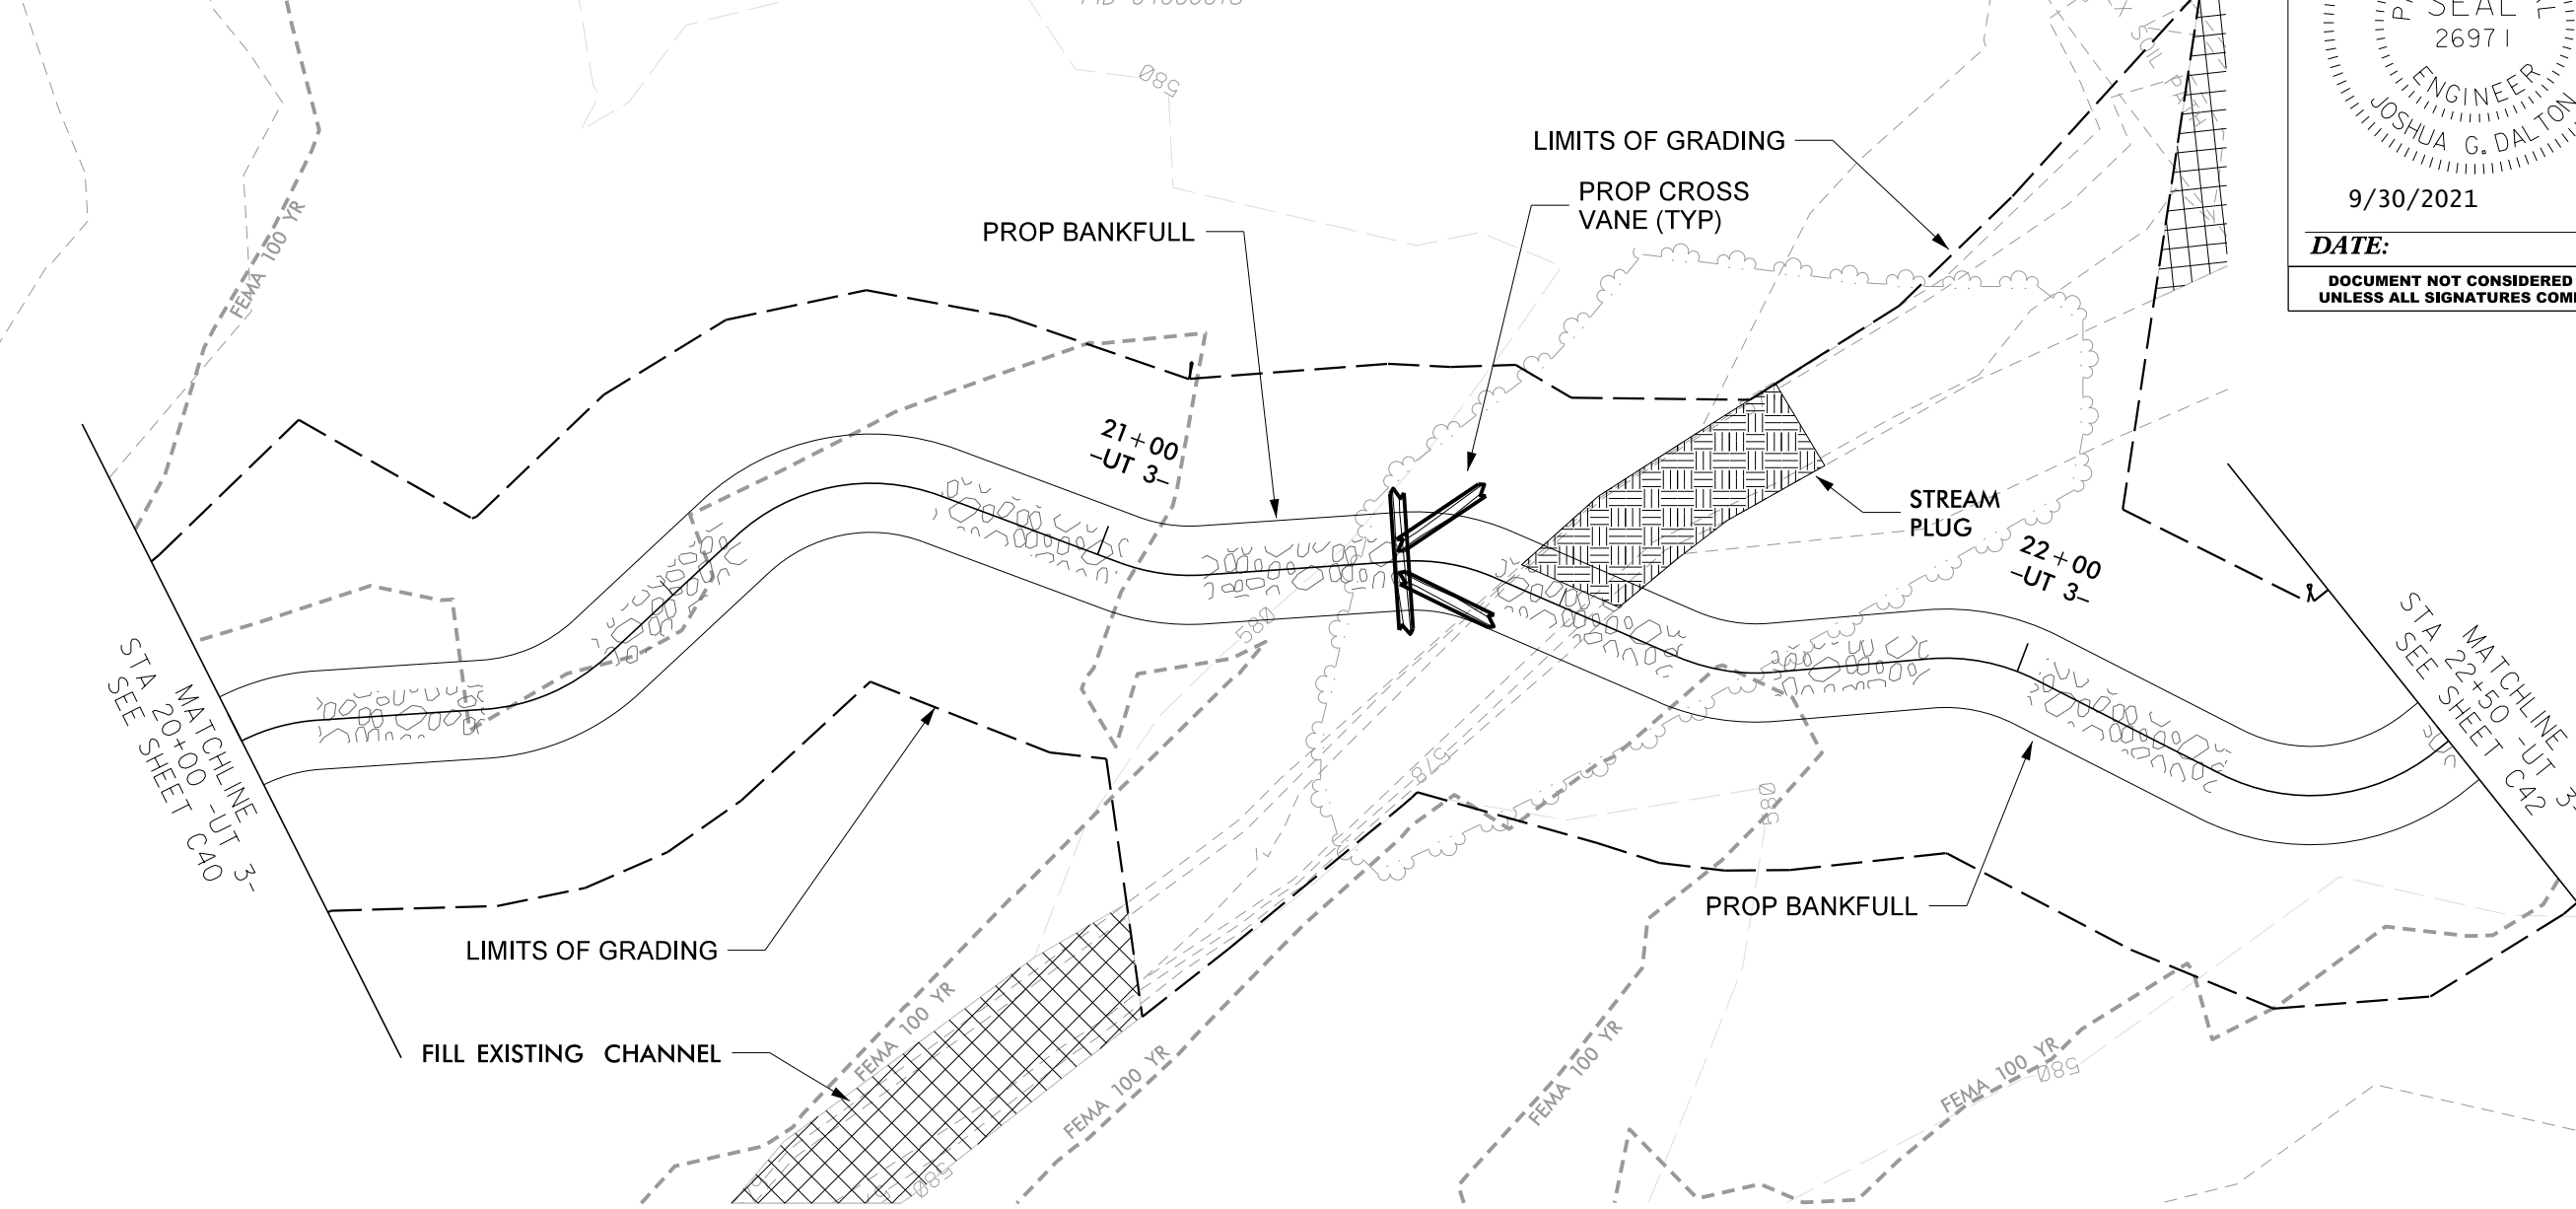 580
SEAL
26971
ENGINEER
JOSHUA G. DALTON
9/30/2021
DATE:
DOCUMENT NOT CONSIDERED
UNLESS ALL SIGNATURES
LIMITS OF GRADING
PROP CROSS
VANE (TYP)
PROP BANKFULL
FEMA 100 YR
21+00
-UT 3-
STREAM
PLUG
22+00
-UT 3-
580
578
580
MATCHLINE
STA 20+00 -UT 3-
SEE SHEET C40
MATCHLINE
STA 22+50 -UT 3-
SEE SHEET C42
PROP BANKFULL
LIMITS OF GRADING
FILL EXISTING CHANNEL
FEMA 100 YR
FEMA 100 YR
FEMA 100 YR
FEMA 100 YR
580
580